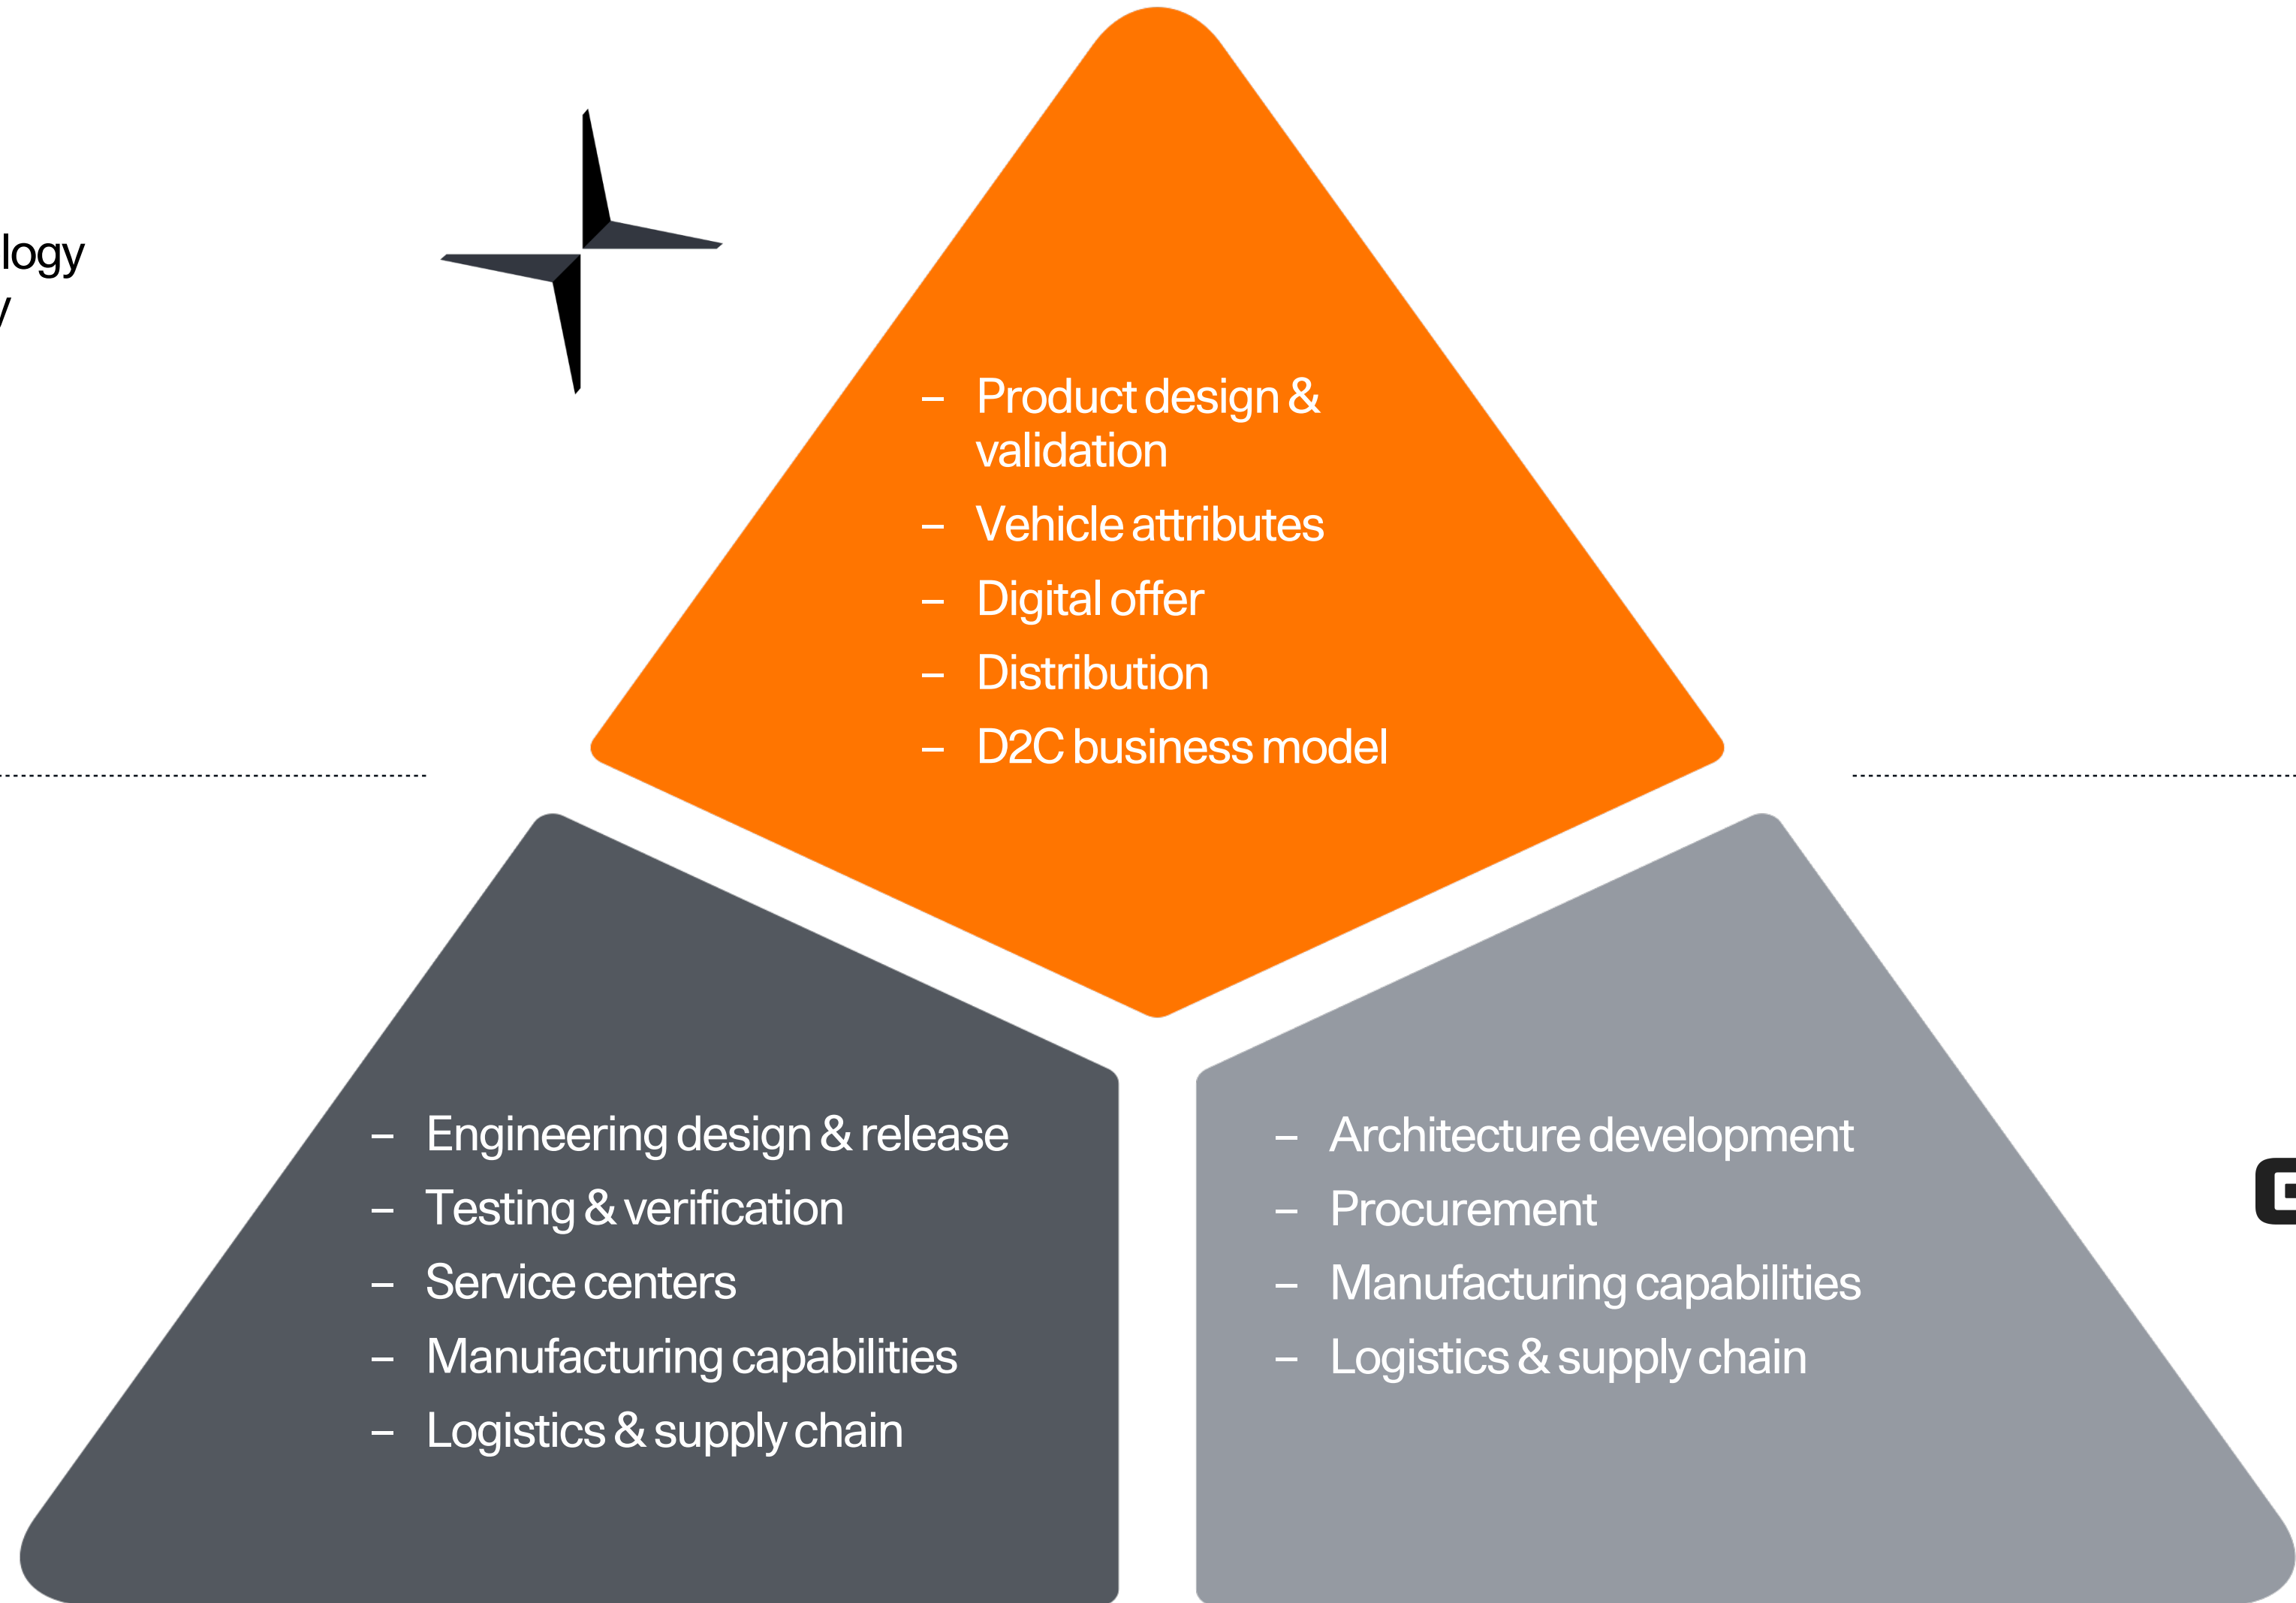 – Product design &
validation
– Vehicle attributes
– Digital offer
– Distribution
– D2C business model
– Engineering design & release
– Testing & verification
– Service centers
– Manufacturing capabilities
– Logistics & supply chain
– Architecture development
– Procurement
– Manufacturing capabilities
– Logistics & supply chain